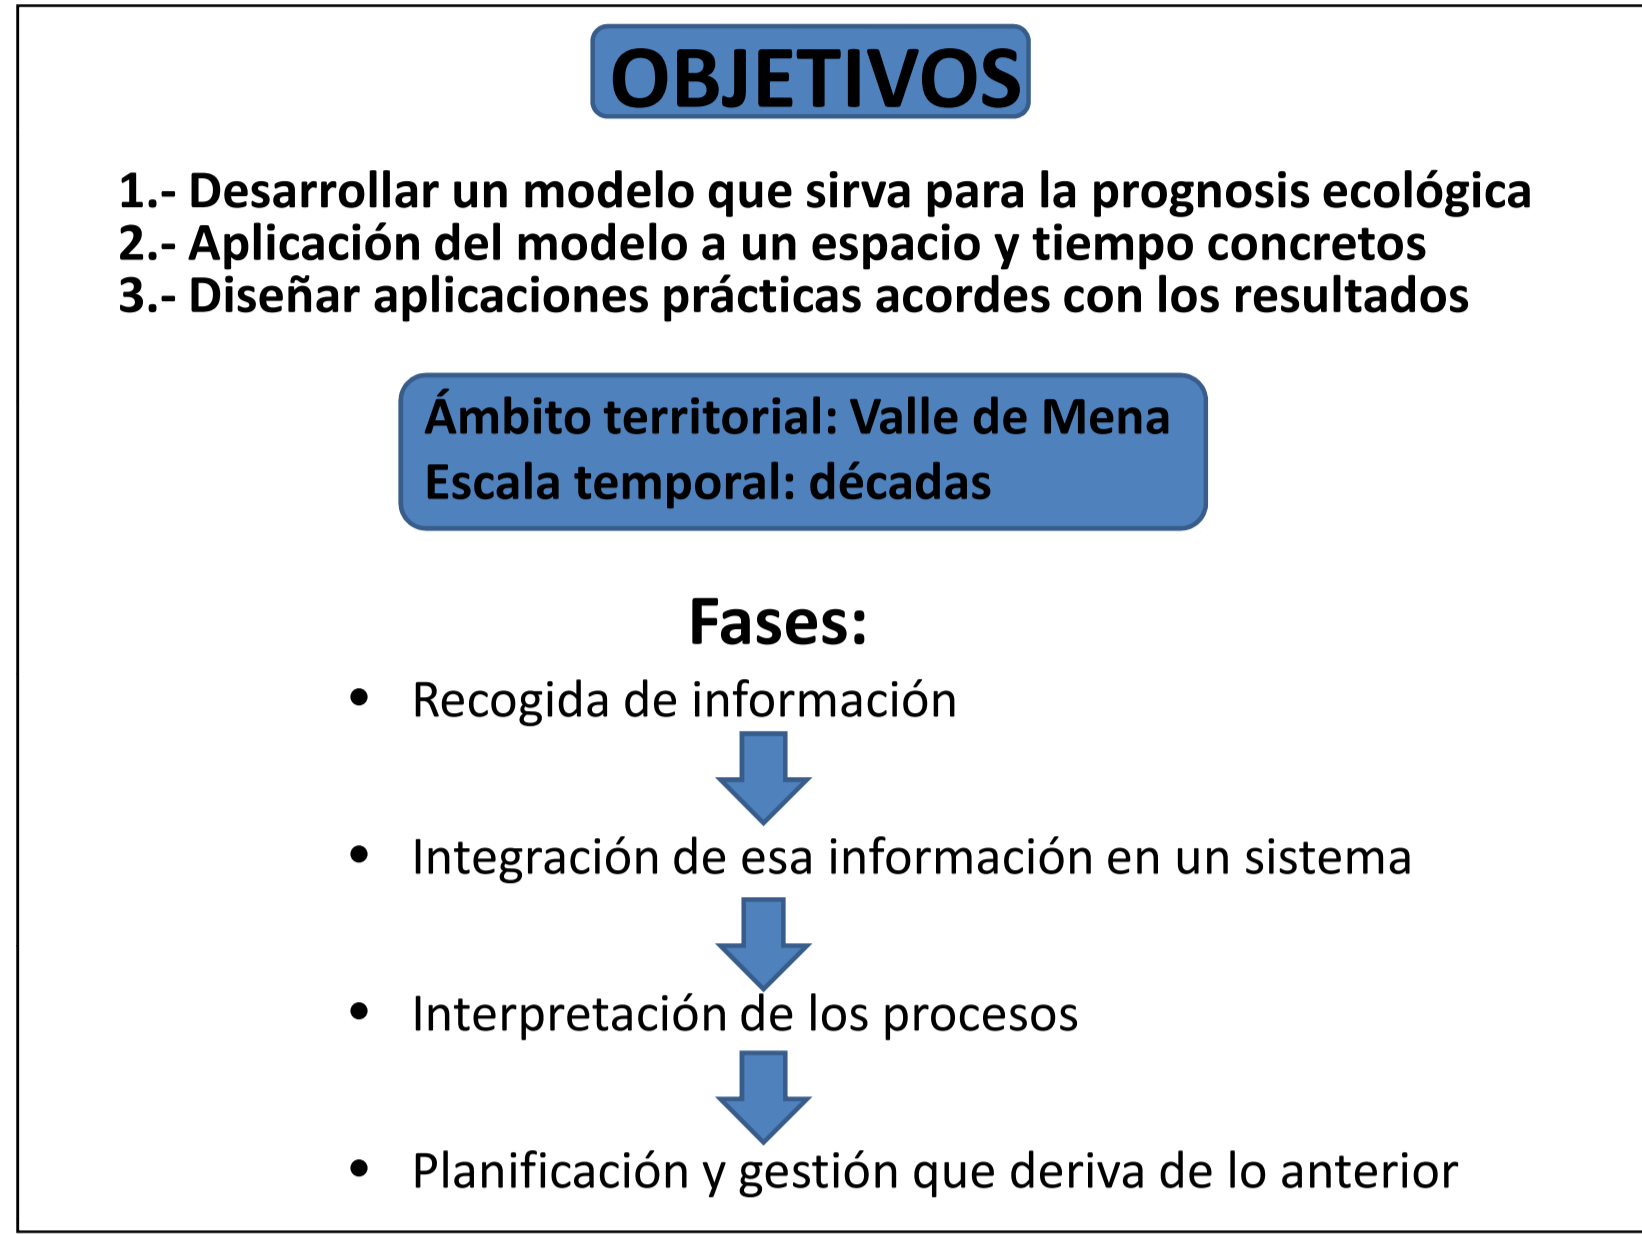 OBJETIVOS
1.- Desarrollar un modelo que sirva para la prognosis ecológica
2.- Aplicación del modelo a un espacio y tiempo concretos
3.- Diseñar aplicaciones prácticas acordes con los resultados
Ámbito territorial: Valle de Mena
Escala temporal: décadas
Fases:
• Recogida de información
• Integración de esa información en un sistema
• Interpretación de los procesos
• Planificación y gestión que deriva de lo anterior